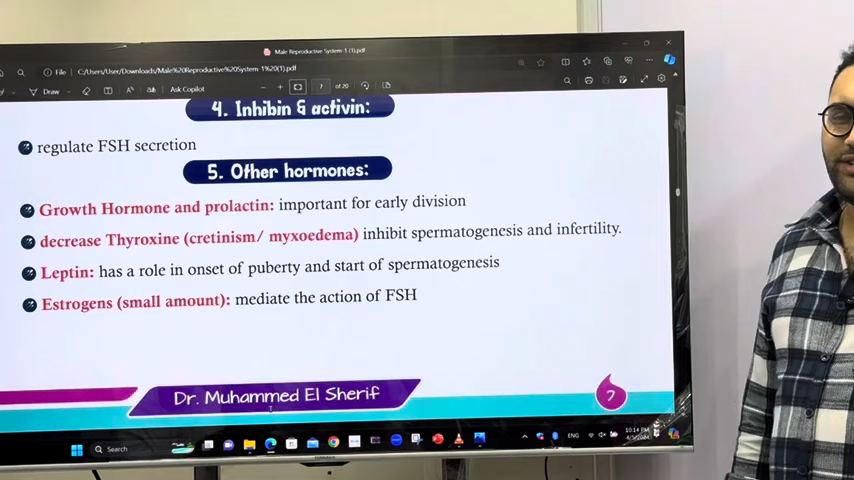 Male Reproductive System-1 (1).pdf
File C:/Users/User/Downloads/Male%20Reproductive%20System-1%20(1).pdf
Draw Ask Copilot 7 of 20
4. Inhibin & activin:
regulate FSH secretion
5. Other hormones:
Growth Hormone and prolactin: important for early division
decrease Thyroxine (cretinism/ myxoedema) inhibit spermatogenesis and infertility.
Leptin: has a role in onset of puberty and start of spermatogenesis
Estrogens (small amount): mediate the action of FSH
Dr. Muhammed El Sherif
7
Search
ENG
10:14 PM